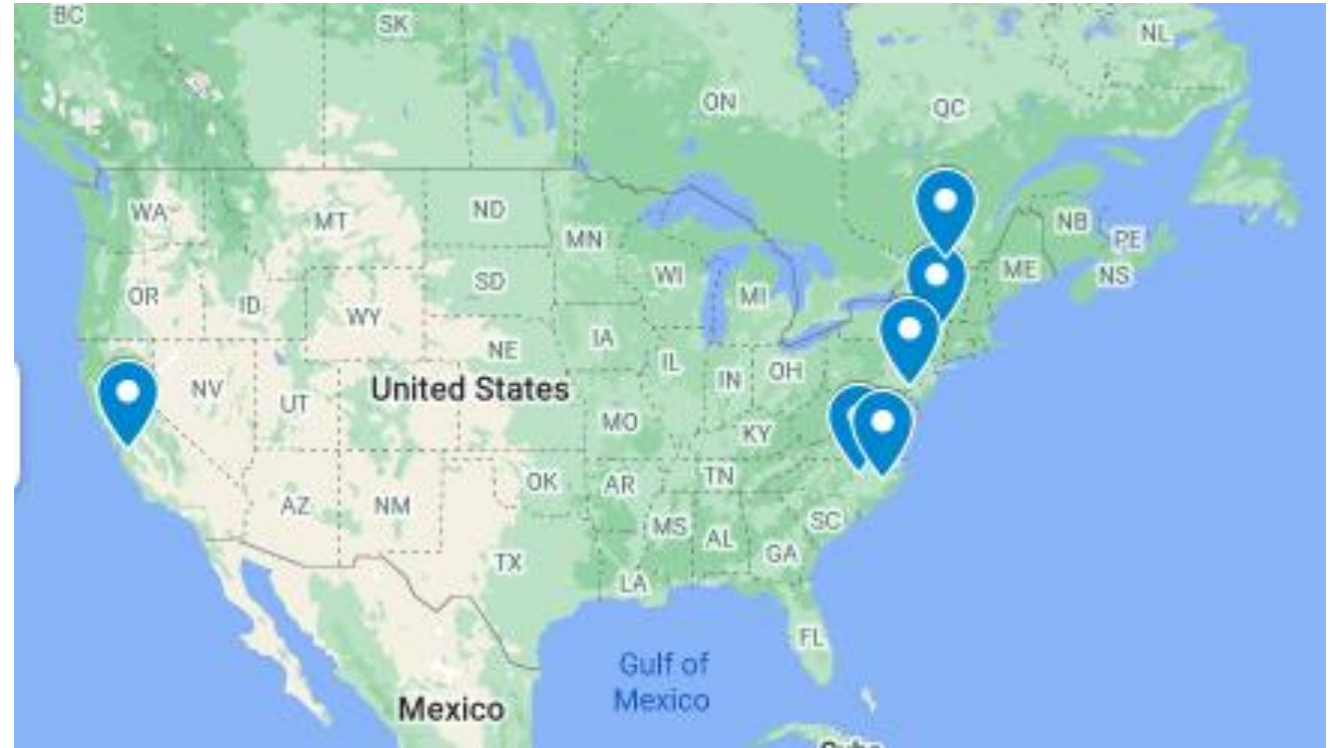 BC
SK
NL
ON
QC
WA
MT
ND
MN
NB
PE
OR
ID
SD
WI
MI
ME
NS
WY
NE
IA
IL
IN
OH
NV
UT
United States
MO
KY
AZ
NM
OK
AR
TN
MS
AL
SC
GA
TX
LA
FL
Gulf of
Mexico
Mexico
Cuba